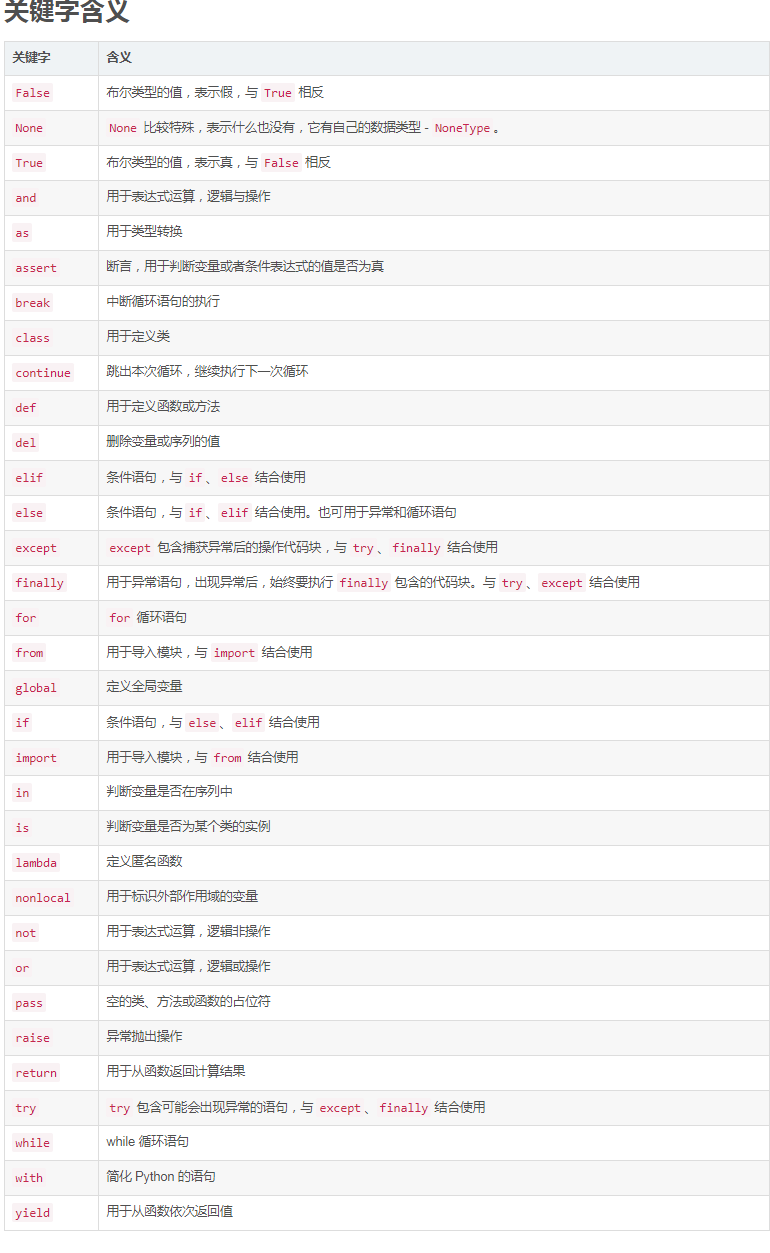 关键字含义
关键字 含义
False 布尔类型的值，表示假，与 True 相反
None None 比较特殊，表示什么也没有，它有自己的数据类型 - NoneType。
True 布尔类型的值，表示真，与 False 相反
and 用于表达式运算，逻辑与操作
as 用于类型转换
assert 断言，用于判断变量或者条件表达式的值是否为真
break 中断循环语句的执行
class 用于定义类
continue 跳出本次循环，继续执行下一次循环
def 用于定义函数或方法
del 删除变量或序列的值
elif 条件语句，与 if、else 结合使用
else 条件语句，与 if、elif 结合使用。也可用于异常和循环语句
except except 包含捕获异常后的操作代码块，与 try、finally 结合使用
finally 用于异常语句，出现异常后，始终要执行 finally 包含的代码块。与 try、except 结合使用
for for 循环语句
from 用于导入模块，与 import 结合使用
global 定义全局变量
if 条件语句，与 else、elif 结合使用
import 用于导入模块，与 from 结合使用
in 判断变量是否在序列中
is 判断变量是否为某个类的实例
lambda 定义匿名函数
nonlocal 用于标识外部作用域的变量
not 用于表达式运算，逻辑非操作
or 用于表达式运算，逻辑或操作
pass 空的类、方法或函数的占位符
raise 异常抛出操作
return 用于从函数返回计算结果
try try 包含可能会出现异常的语句，与 except、finally 结合使用
while while 循环语句
with 简化 Python 的语句
yield 用于从函数依次返回值